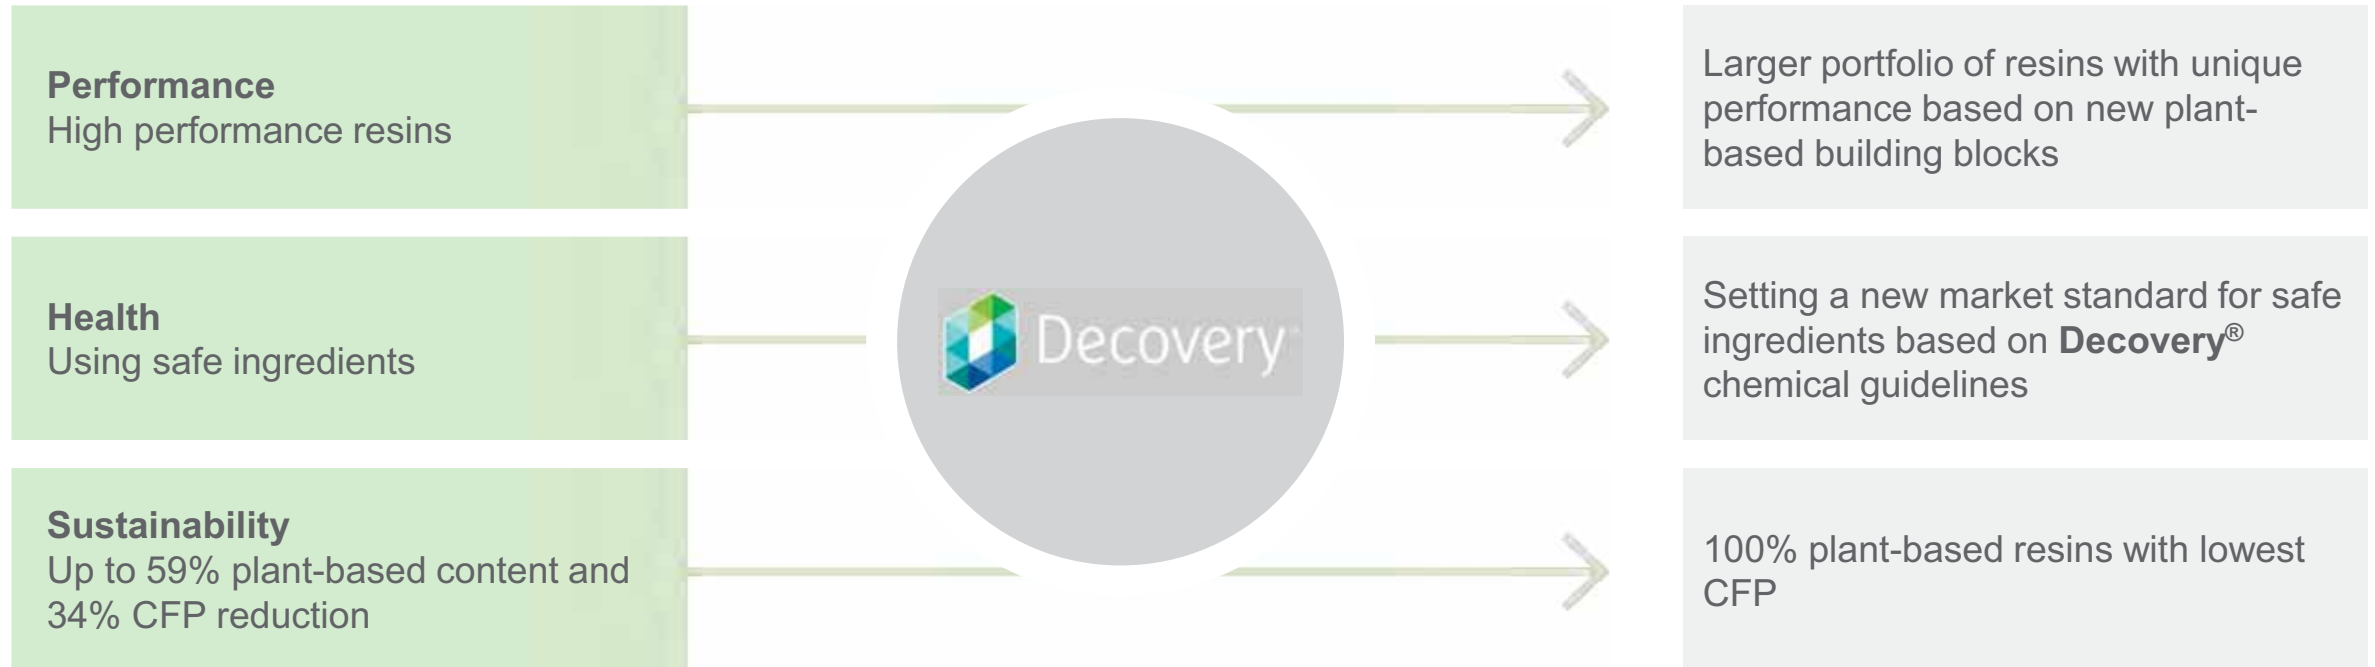 Performance
High performance resins
Larger portfolio of resins with unique
performance based on new plant-
based building blocks
Health
Using safe ingredients
Decovery
Setting a new market standard for safe
ingredients based on Decovery®
chemical guidelines
Sustainability
Up to 59% plant-based content and
34% CFP reduction
100% plant-based resins with lowest
CFP